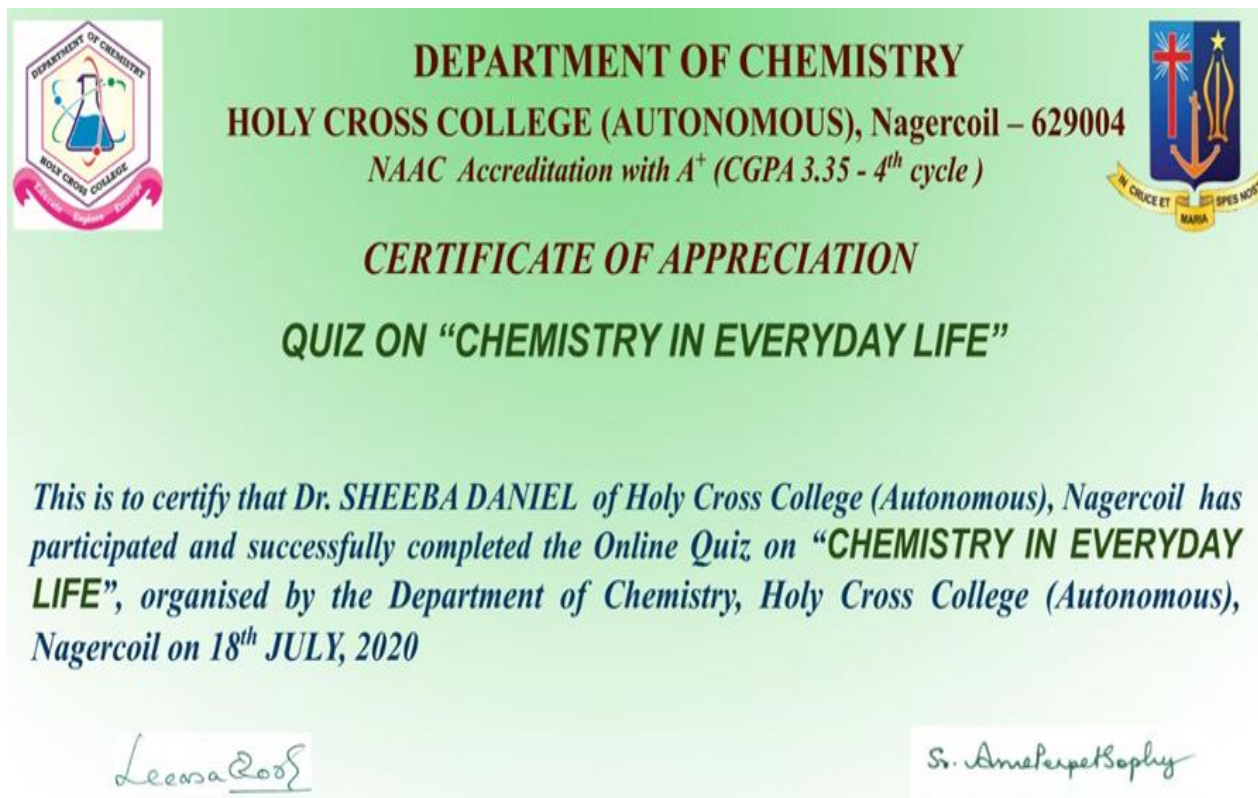 DEPARTMENT OF CHEMISTRY
HOLY CROSS COLLEGE
Educate Explore Emerge
DEPARTMENT OF CHEMISTRY
HOLY CROSS COLLEGE (AUTONOMOUS), Nagercoil – 629004
NAAC Accreditation with A+ (CGPA 3.35 - 4th cycle )
IN CRUCE ET MARIA SPES NOS
CERTIFICATE OF APPRECIATION
QUIZ ON “CHEMISTRY IN EVERYDAY LIFE”
This is to certify that Dr. SHEEBA DANIEL of Holy Cross College (Autonomous), Nagercoil has
participated and successfully completed the Online Quiz on “CHEMISTRY IN EVERYDAY
LIFE”, organised by the Department of Chemistry, Holy Cross College (Autonomous),
Nagercoil on 18th JULY, 2020
Sr.